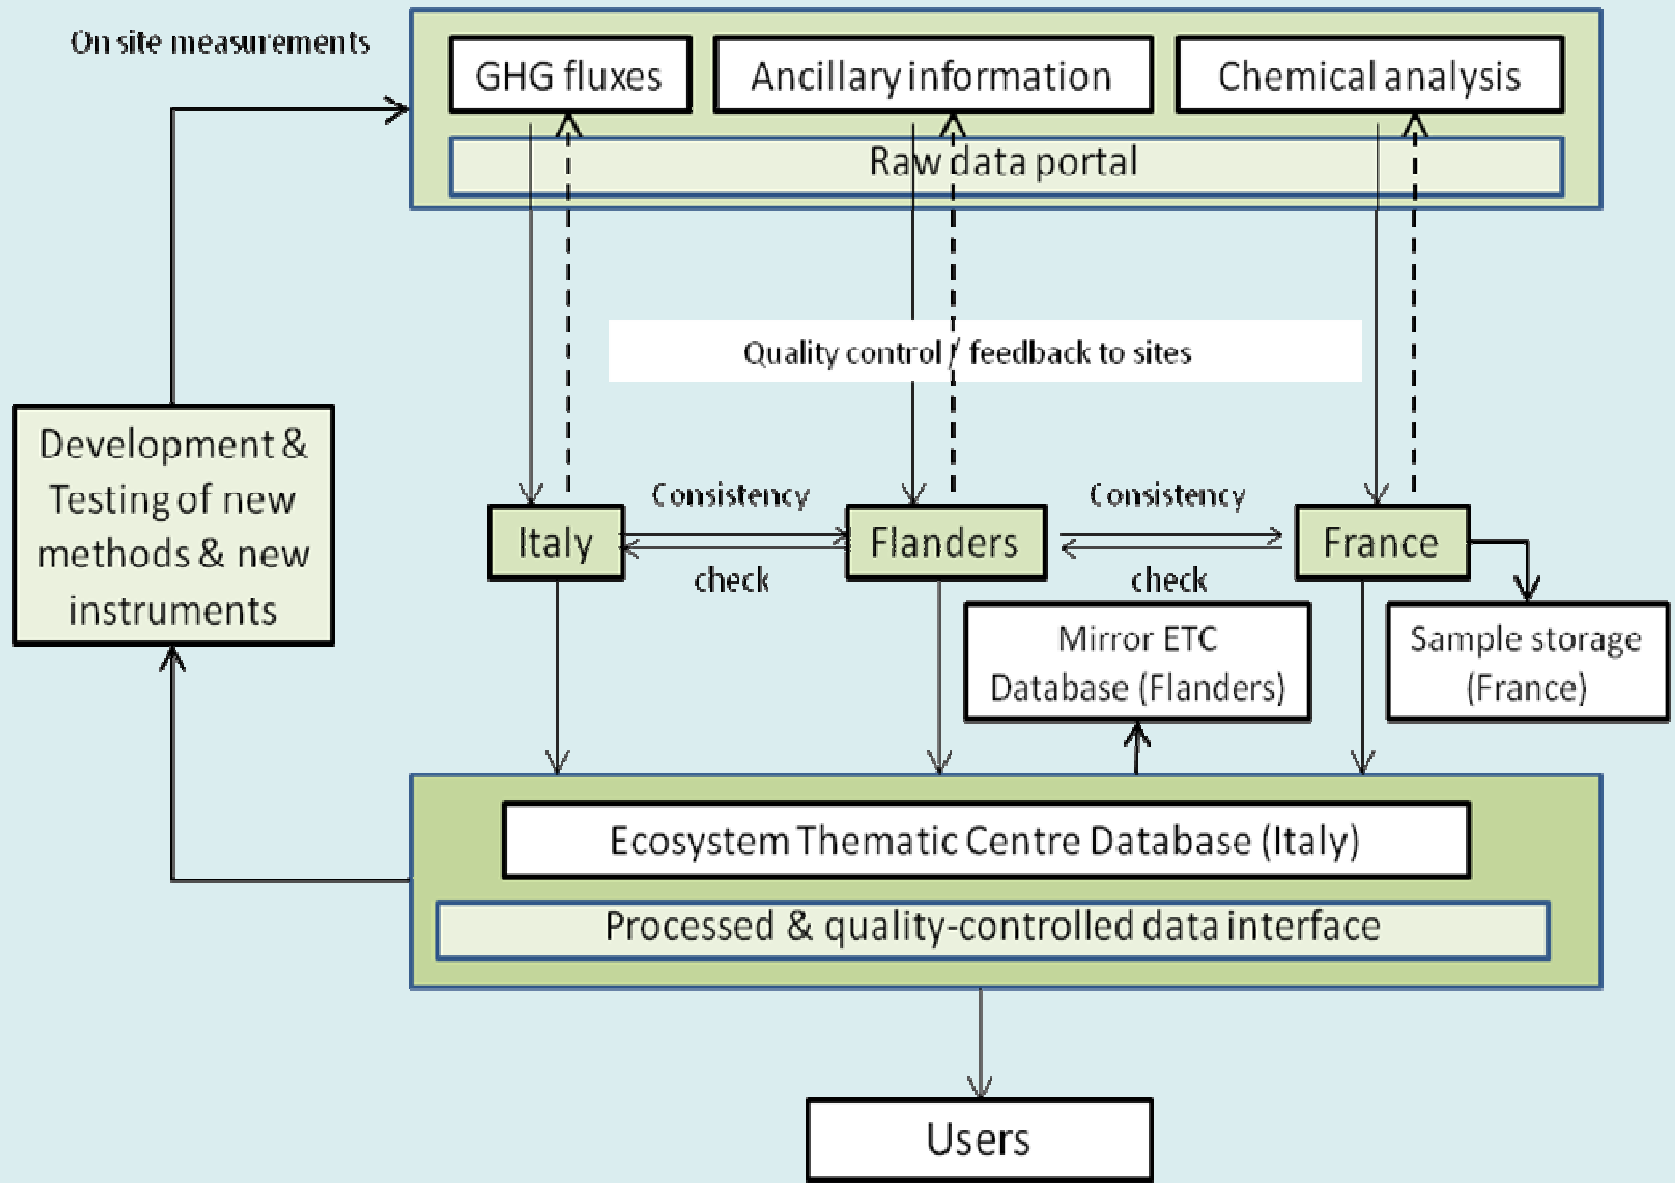 On site measurements
GHG fluxes
Ancillary information
Chemical analysis
Raw data portal
Quality control / feedback to sites
Development &
Testing of new
methods & new
instruments
Consistency
check
Consistency
check
Italy
Flanders
France
Mirror ETC
Database (Flanders)
Sample storage
(France)
Ecosystem Thematic Centre Database (Italy)
Processed & quality-controlled data interface
Users